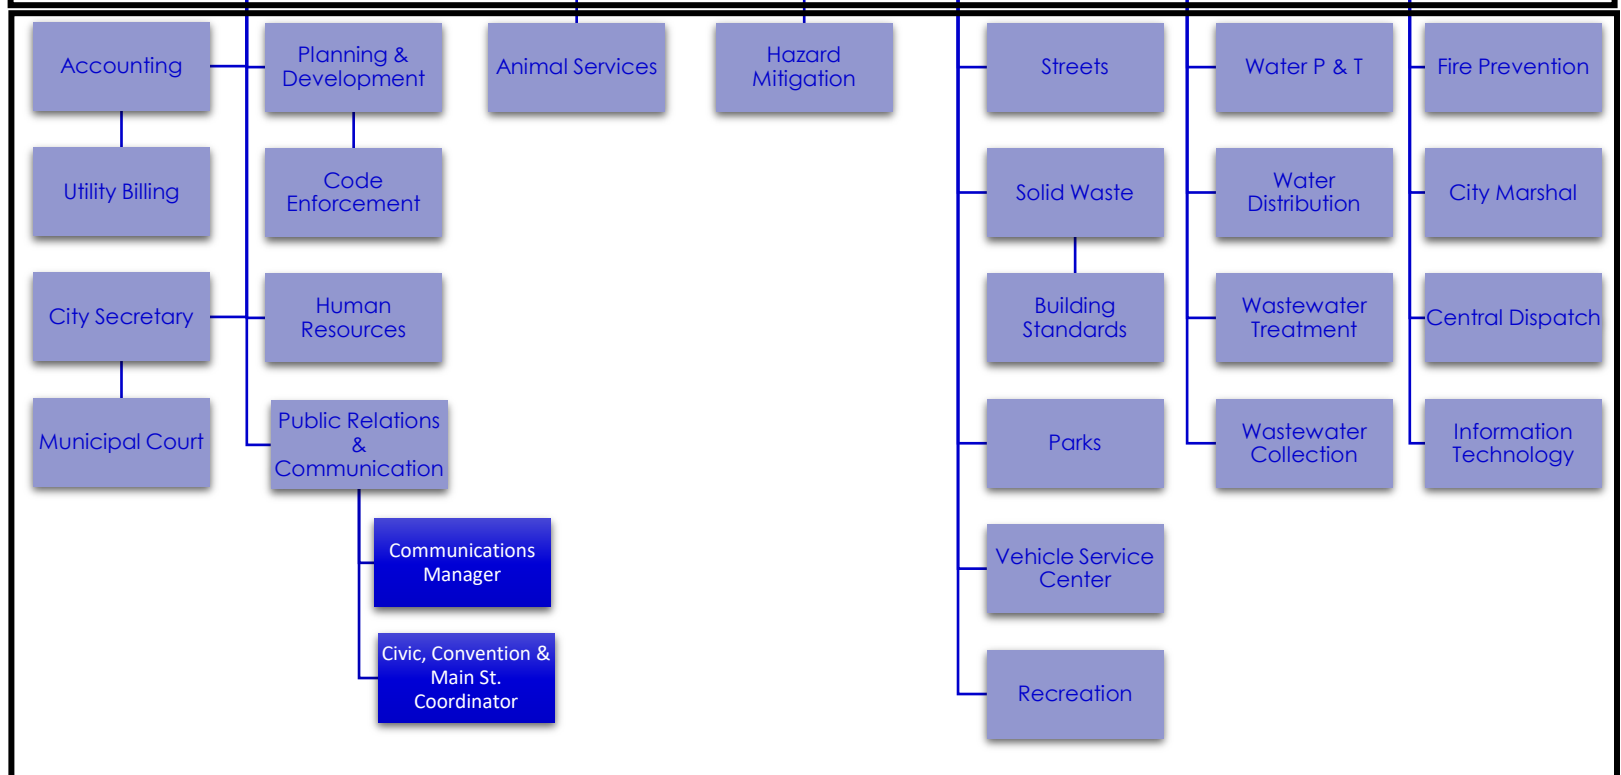 Accounting
Planning &
Development
Animal Services
Hazard
Mitigation
Streets
Water P & T
Fire Prevention
Utility Billing
Code
Enforcement
Solid Waste
Water
Distribution
City Marshal
City Secretary
Human
Resources
Building
Standards
Wastewater
Treatment
Central Dispatch
Municipal Court
Public Relations
&
Communication
Parks
Wastewater
Collection
Information
Technology
Communications
Manager
Vehicle Service
Center
Civic, Convention &
Main St.
Coordinator
Recreation